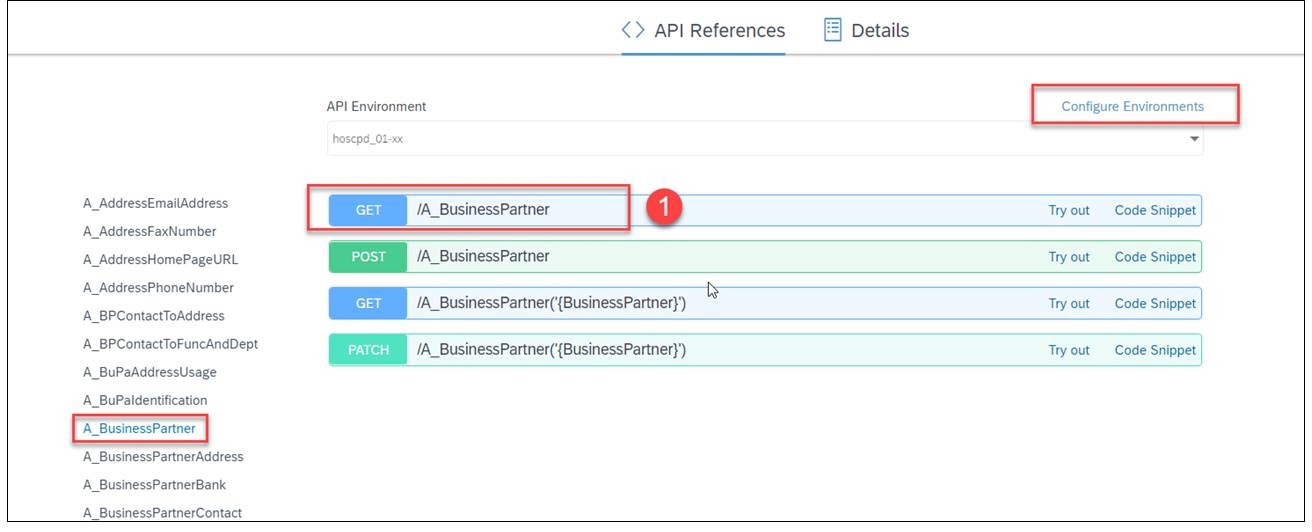 API References
Details
API Environment
Configure Environments
hoscpd_01-xx
A_AddressEmailAddress
A_AddressFaxNumber
A_AddressHomePageURL
A_AddressPhoneNumber
A_BPContactToAddress
A_BPContactToFuncAndDept
A_BuPaAddressUsage
A_BuPaIdentification
A_BusinessPartner
A_BusinessPartnerAddress
A_BusinessPartnerBank
A_BusinessPartnerContact
GET /A_BusinessPartner Try out Code Snippet
1
POST /A_BusinessPartner Try out Code Snippet
GET /A_BusinessPartner('{BusinessPartner}') Try out Code Snippet
PATCH /A_BusinessPartner('{BusinessPartner}') Try out Code Snippet